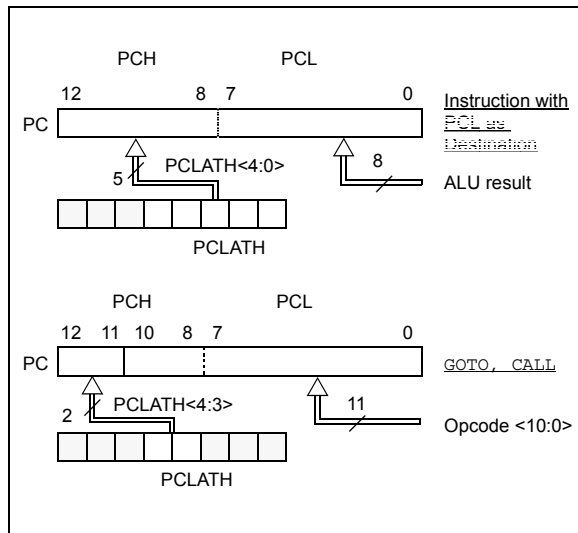 PCH PCL
12 8 7 0
PC
Instruction with
PCL as
Destination
5
PCLATH<4:0>
8
ALU result
PCLATH
PCH PCL
12 11 10 8 7 0
PC
GOTO, CALL
2
PCLATH<4:3>
11
Opcode <10:0>
PCLATH